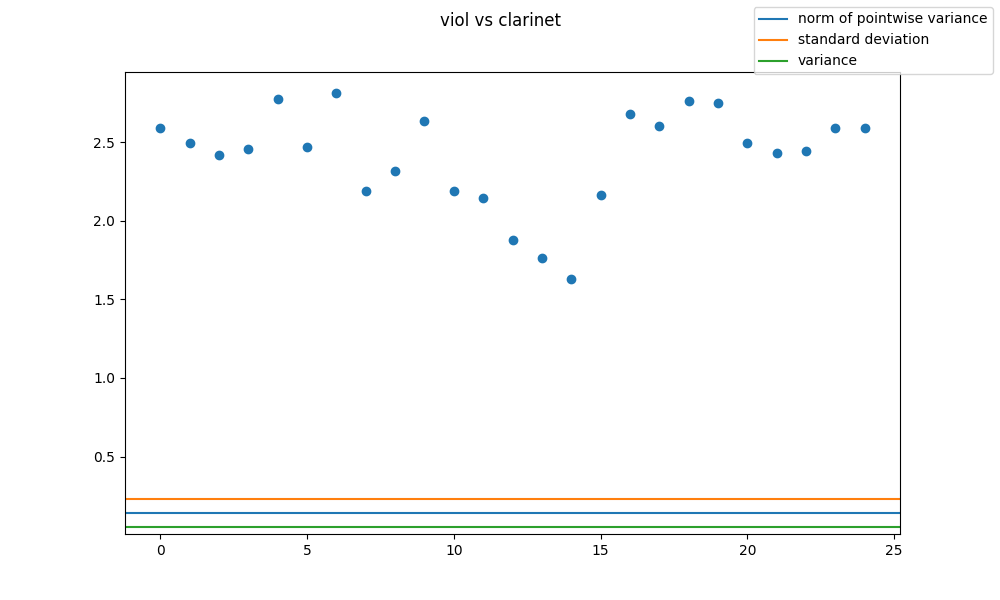 viol vs clarinet
norm of pointwise variance
standard deviation
variance
2.5
2.0
1.5
1.0
0.5
0 5 10 15 20 25